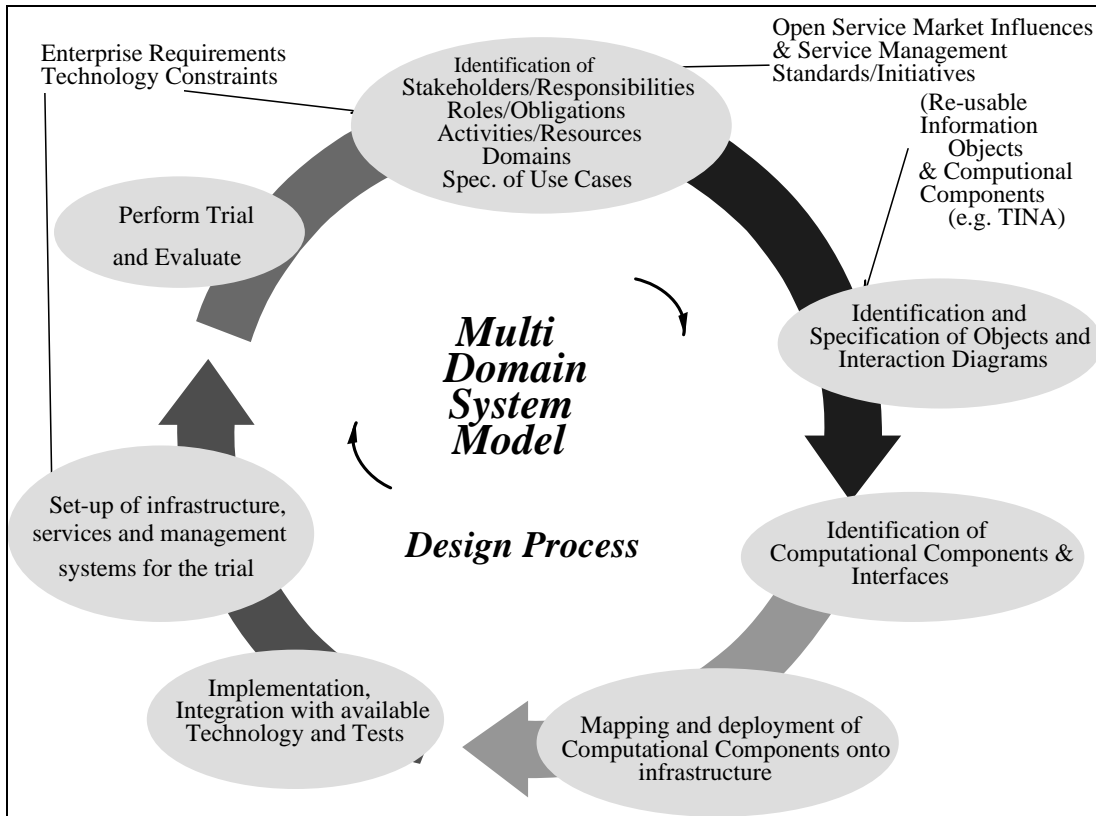 Enterprise Requirements
Technology Constraints
Open Service Market Influences
& Service Management
Standards/Initiatives
Identification of
Stakeholders/Responsibilities
Roles/Obligations
Activities/Resources
Domains
Spec. of Use Cases
(Re-usable
Information
Objects
& Computional
Components
(e.g. TINA)
Perform Trial
and Evaluate
Identification and
Specification of Objects and
Interaction Diagrams
Multi
Domain
System
Model
Design Process
Set-up of infrastructure,
services and management
systems for the trial
Identification of
Computational Components &
Interfaces
Implementation,
Integration with available
Technology and Tests
Mapping and deployment of
Computational Components onto
infrastructure